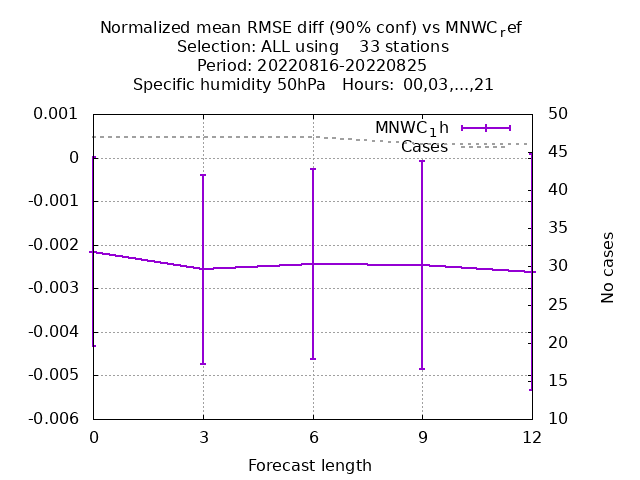 Normalized mean RMSE diff (90% conf) vs MNWC_ref
Selection: ALL using    33 stations
Period: 20220816-20220825
Specific humidity 50hPa   Hours: 00,03,...,21
0.001
0
-0.001
-0.002
-0.003
-0.004
-0.005
-0.006
MNWC_1h
Cases
50
45
40
35
30
25
20
15
10
No cases
0 3 6 9 12
Forecast length